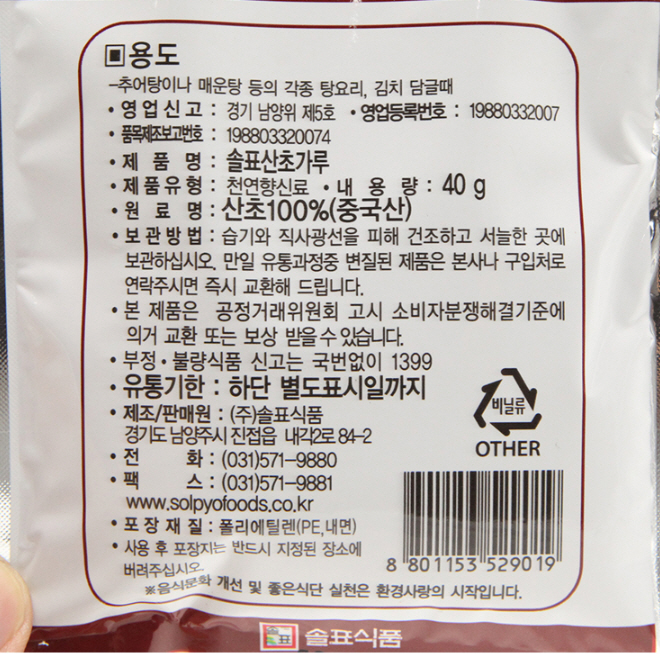 ▣용도
-추어탕이나 매운탕 등의 각종 탕요리, 김치 담글때
• 영업신고 : 경기 남양위 제5호 • 영업등록번호 : 19880332007
• 품목제조보고번호 : 198803320074
• 제 품 명 : 솔표산초가루
• 제품유형 : 천연향신료 • 내 용 량 : 40 g
• 원 료 명 : 산초100%(중국산)
• 보관방법 : 습기와 직사광선을 피해 건조하고 서늘한 곳에
보관하십시오. 만일 유통과정중 변질된 제품은 본사나 구입처로
연락주시면 즉시 교환해 드립니다.
• 본 제품은 공정거래위원회 고시 소비자분쟁해결기준에
의거 교환 또는 보상 받을 수 있습니다.
• 부정 • 불량식품 신고는 국번없이 1399
• 유통기한 : 하단 별도표시일까지
• 제조/판매원 : (주)솔표식품
경기도 남양주시 진접읍 내각2로 84-2
• 전 화 : (031)571-9880
• 팩 스 : (031)571-9881
www.solpyofoods.co.kr
• 포장재질 : 폴리에틸렌(PE,내면)
• 사용 후 포장지는 반드시 지정된 장소에
버려주십시오.
비닐류
OTHER
8 801153 529019
※음식문화 개선 및 좋은식단 실천은 환경사랑의 시작입니다.
솔표 솔표식품